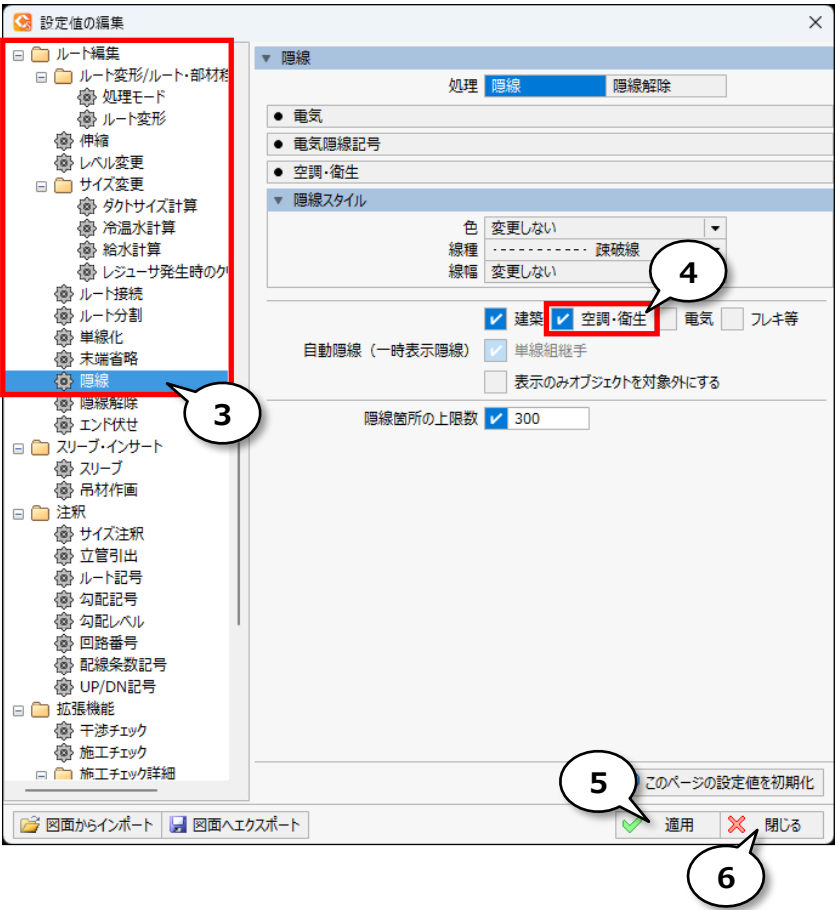 設定値の編集
ルート編集
ルート変形/ルート・部材移
処理モード
ルート変形
伸縮
レベル変更
サイズ変更
ダクトサイズ計算
冷温水計算
給水計算
レジューサ発生時のク
ルート接続
ルート分割
単線化
末端省略
隠線
隠線解除
エンド伏せ
スリーブ・インサート
スリーブ
吊材作画
注釈
サイズ注釈
立管引出
ルート記号
勾配記号
勾配レベル
回路番号
配線条数記号
UP/DN記号
拡張機能
干渉チェック
施工チェック
施工チェック詳細
3
隠線
処理 隠線 隠線解除
電気
電気隠線記号
空調・衛生
隠線スタイル
色 変更しない
線種 疎破線
線幅 変更しない
4
建築 空調・衛生 電気 フレキ等
自動隠線（一時表示隠線） 単線組継手
表示のみオブジェクトを対象外にする
隠線箇所の上限数 300
5
このページの設定値を初期化
図面からインポート 図面へエクスポート 適用 閉じる
6